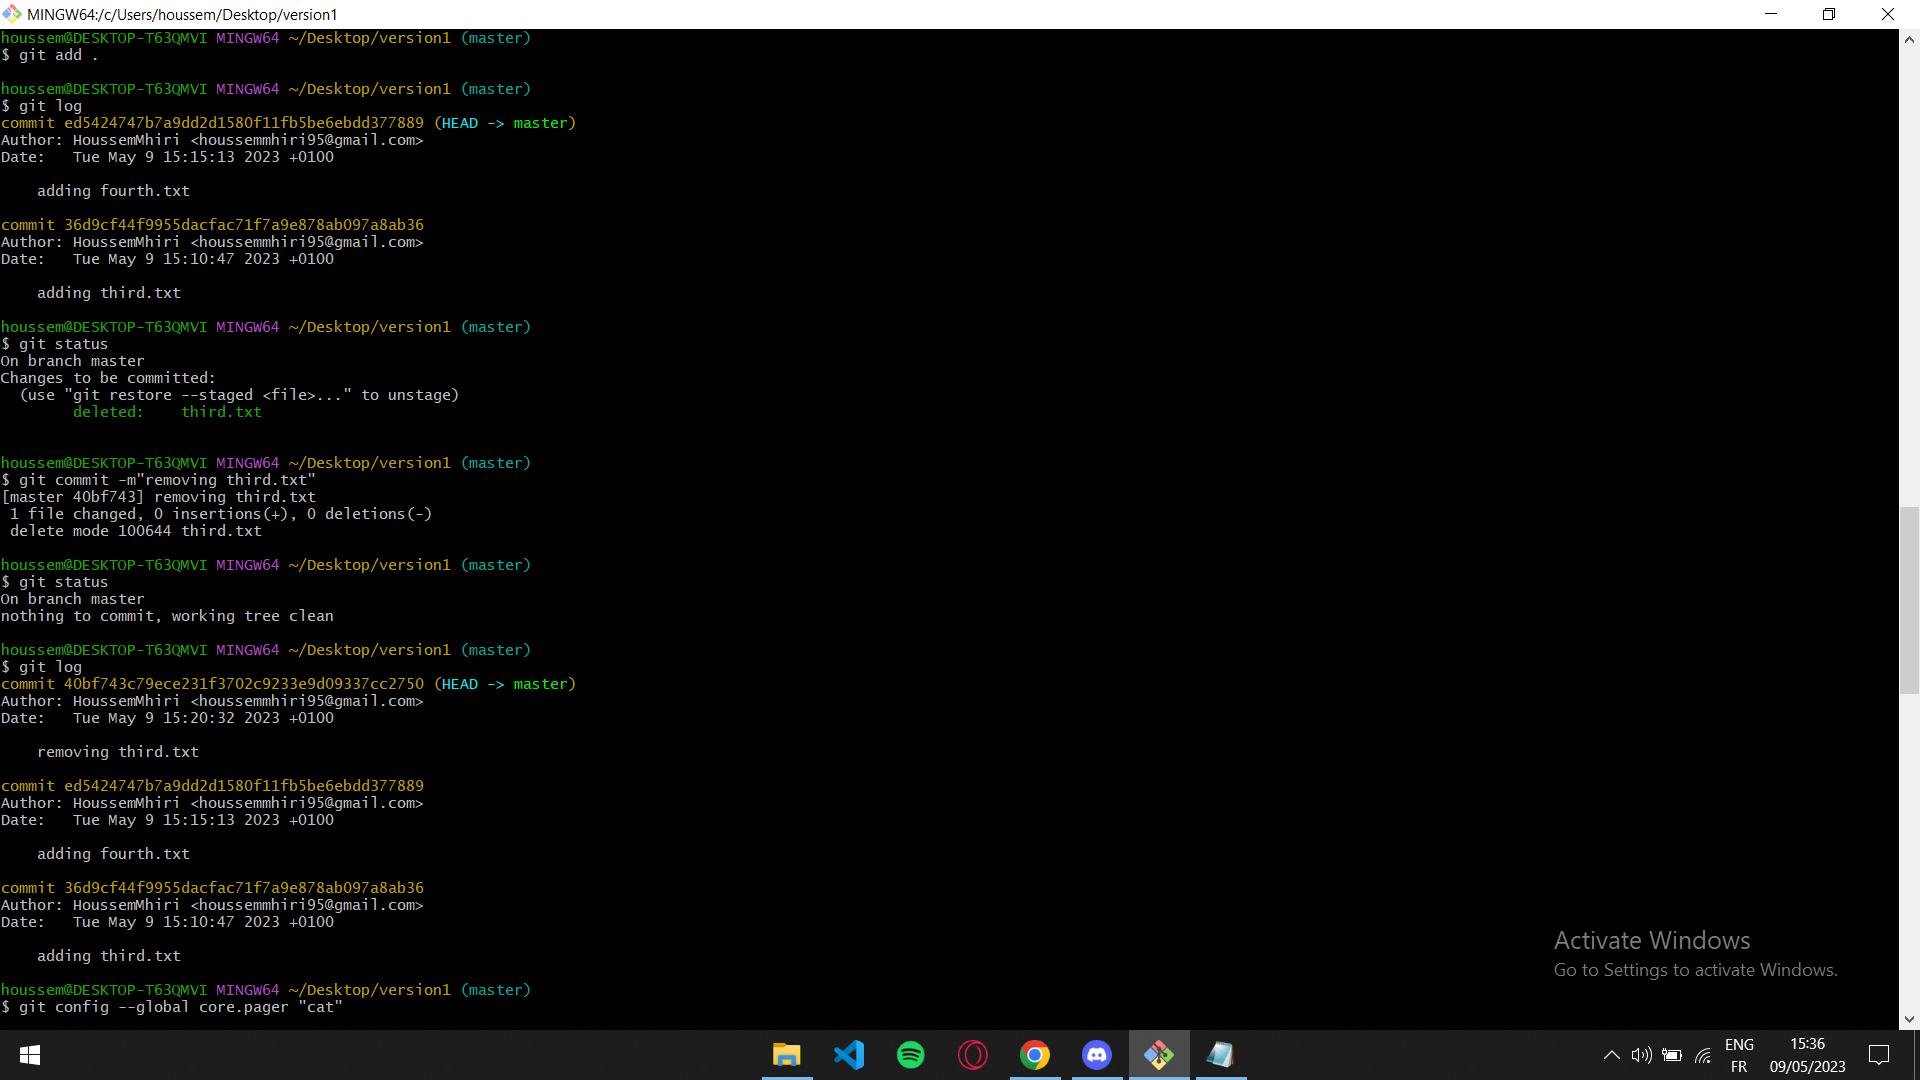 MINGW64:/c/Users/houssem/Desktop/version1
houssem@DESKTOP-T63QMVI MINGW64 ~/Desktop/version1 (master)
$ git add .
houssem@DESKTOP-T63QMVI MINGW64 ~/Desktop/version1 (master)
$ git log
commit ed5424747b7a9dd2d1580f11fb5be6ebdd377889 (HEAD -> master)
Author: HoussemMhiri <houssemmhiri95@gmail.com>
Date:   Tue May 9 15:15:13 2023 +0100
    adding fourth.txt
commit 36d9cf44f9955dacfac71f7a9e878ab097a8ab36
Author: HoussemMhiri <houssemmhiri95@gmail.com>
Date:   Tue May 9 15:10:47 2023 +0100
    adding third.txt
houssem@DESKTOP-T63QMVI MINGW64 ~/Desktop/version1 (master)
$ git status
On branch master
Changes to be committed:
  (use "git restore --staged <file>..." to unstage)
        deleted:    third.txt
houssem@DESKTOP-T63QMVI MINGW64 ~/Desktop/version1 (master)
$ git commit -m"removing third.txt"
[master 40bf743] removing third.txt
 1 file changed, 0 insertions(+), 0 deletions(-)
 delete mode 100644 third.txt
houssem@DESKTOP-T63QMVI MINGW64 ~/Desktop/version1 (master)
$ git status
On branch master
nothing to commit, working tree clean
houssem@DESKTOP-T63QMVI MINGW64 ~/Desktop/version1 (master)
$ git log
commit 40bf743c79ece231f3702c9233e9d09337cc2750 (HEAD -> master)
Author: HoussemMhiri <houssemmhiri95@gmail.com>
Date:   Tue May 9 15:20:32 2023 +0100
    removing third.txt
commit ed5424747b7a9dd2d1580f11fb5be6ebdd377889
Author: HoussemMhiri <houssemmhiri95@gmail.com>
Date:   Tue May 9 15:15:13 2023 +0100
    adding fourth.txt
commit 36d9cf44f9955dacfac71f7a9e878ab097a8ab36
Author: HoussemMhiri <houssemmhiri95@gmail.com>
Date:   Tue May 9 15:10:47 2023 +0100
    adding third.txt
houssem@DESKTOP-T63QMVI MINGW64 ~/Desktop/version1 (master)
$ git config --global core.pager "cat"
Activate Windows
Go to Settings to activate Windows.
ENG
FR
15:36
09/05/2023